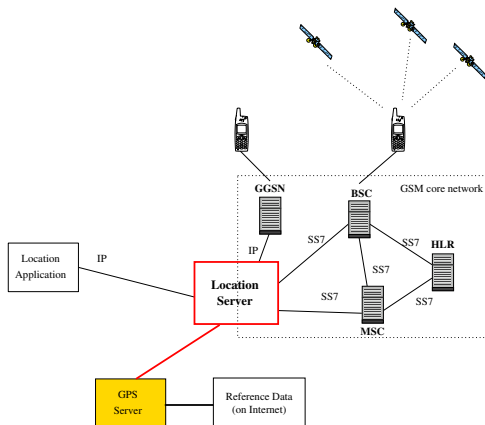 GGSN
BSC
GSM core network
SS7
SS7
HLR
Location
Application
IP
IP
Location
Server
SS7
SS7
SS7
MSC
GPS
Server
Reference Data
(on Internet)